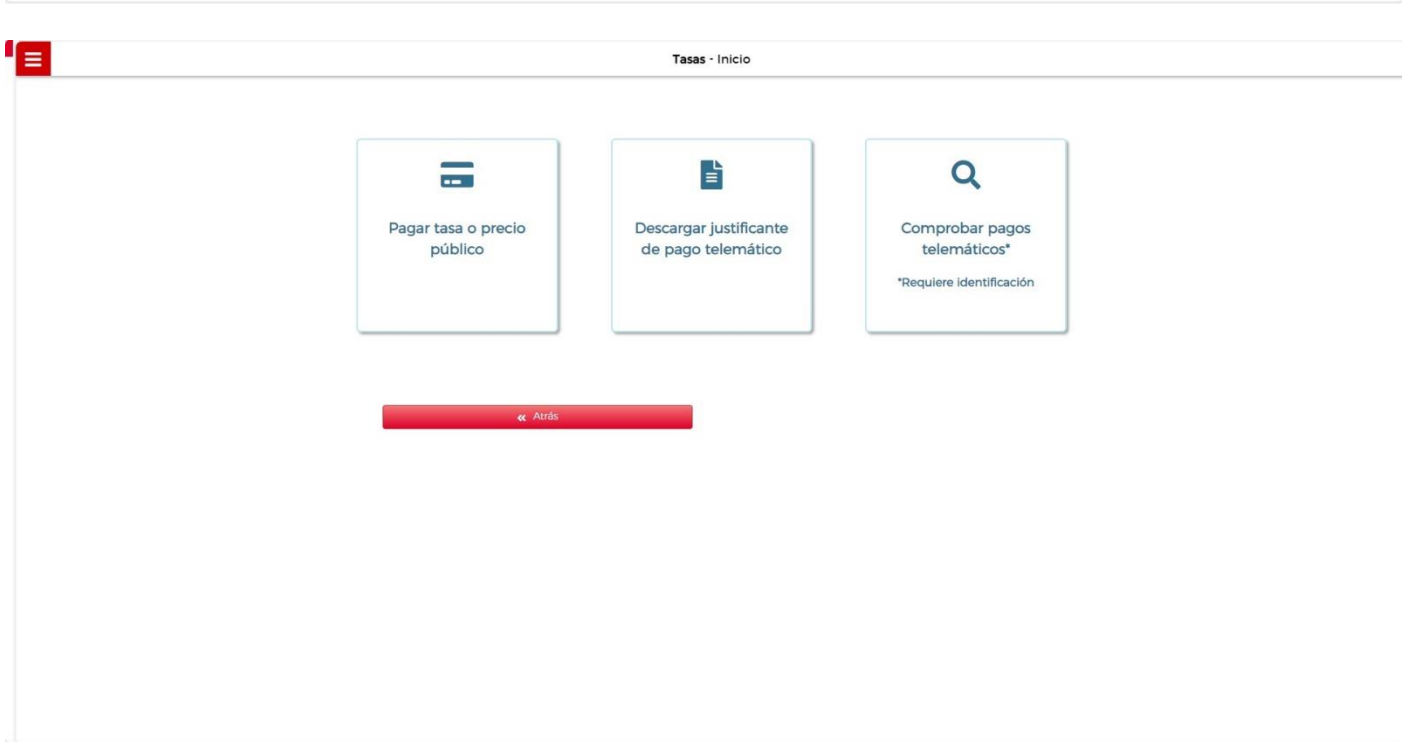 Tasas - Inicio
Pagar tasa o precio
público
Descargar justificante
de pago telemático
Comprobar pagos
telemáticos*
*Requiere identificación
« Atrás